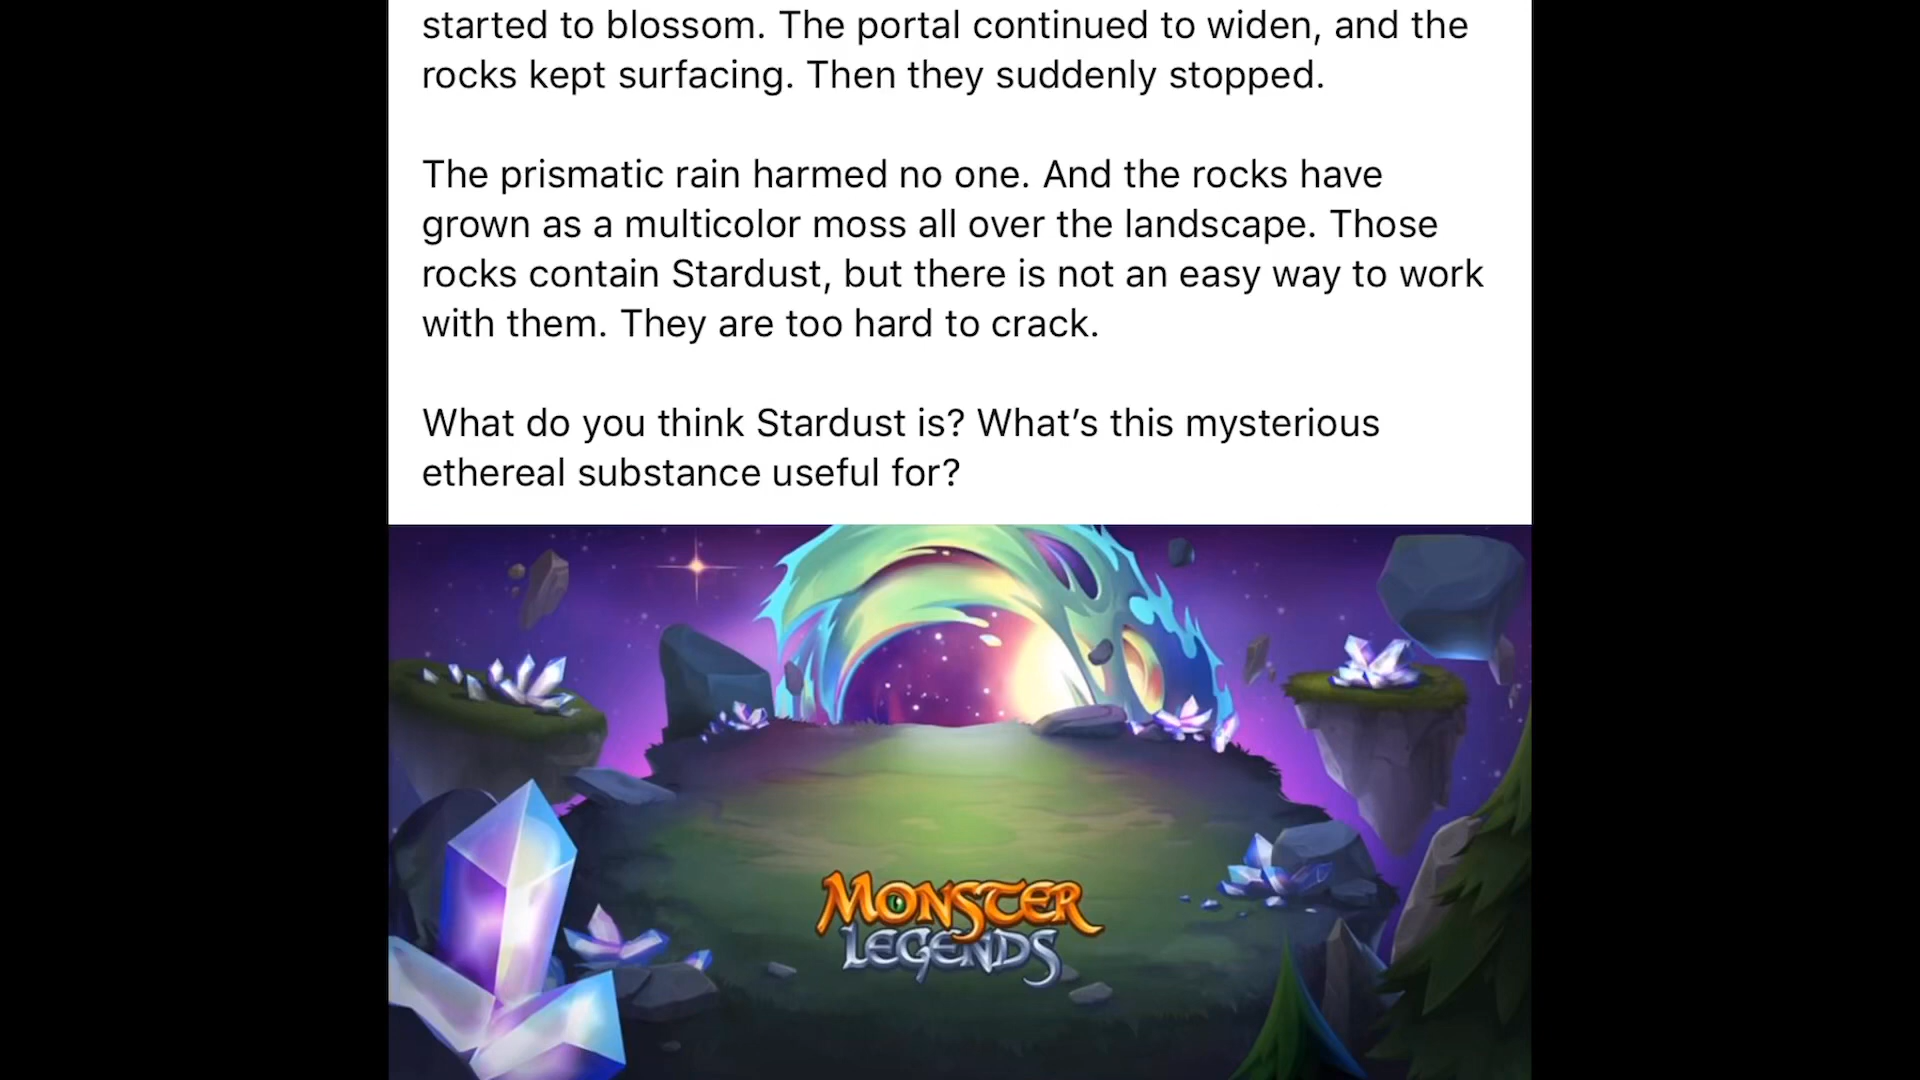 started to blossom. The portal continued to widen, and the
rocks kept surfacing. Then they suddenly stopped.
The prismatic rain harmed no one. And the rocks have
grown as a multicolor moss all over the landscape. Those
rocks contain Stardust, but there is not an easy way to work
with them. They are too hard to crack.
What do you think Stardust is? What’s this mysterious
ethereal substance useful for?
MONSTER
LEGENDS